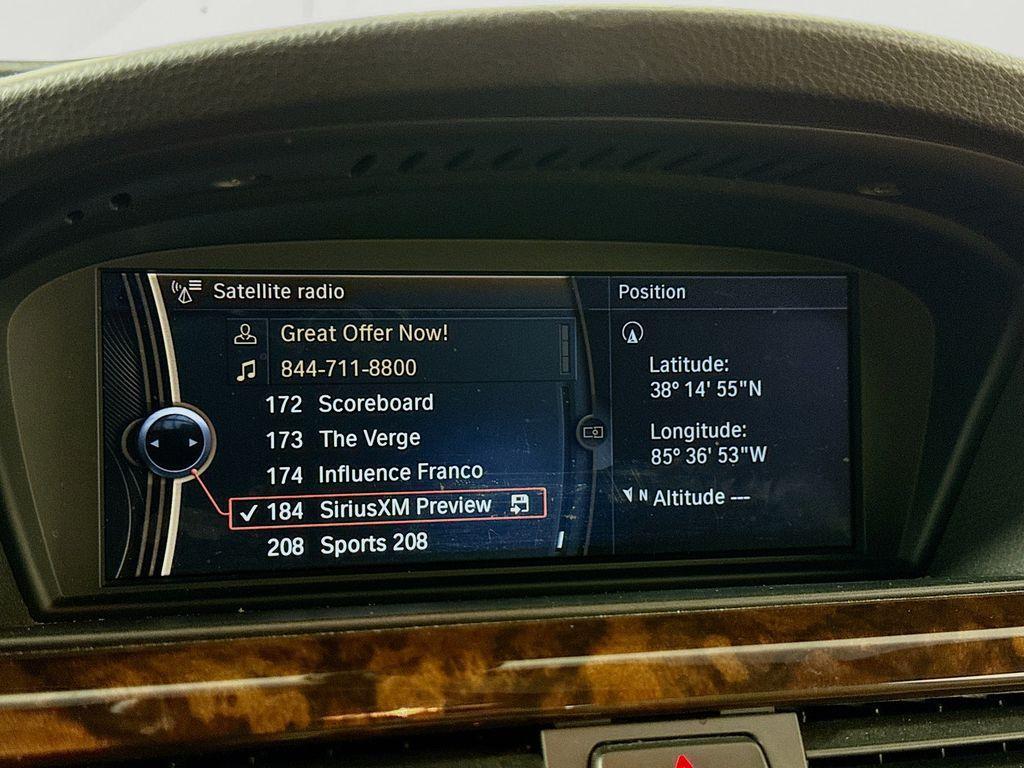 Satellite radio
Great Offer Now!
844-711-8800
172 Scoreboard
173 The Verge
174 Influence Franco
184 SiriusXM Preview
208 Sports 208
Position
Latitude:
38° 14' 55"N
Longitude:
85° 36' 53"W
N Altitude ---